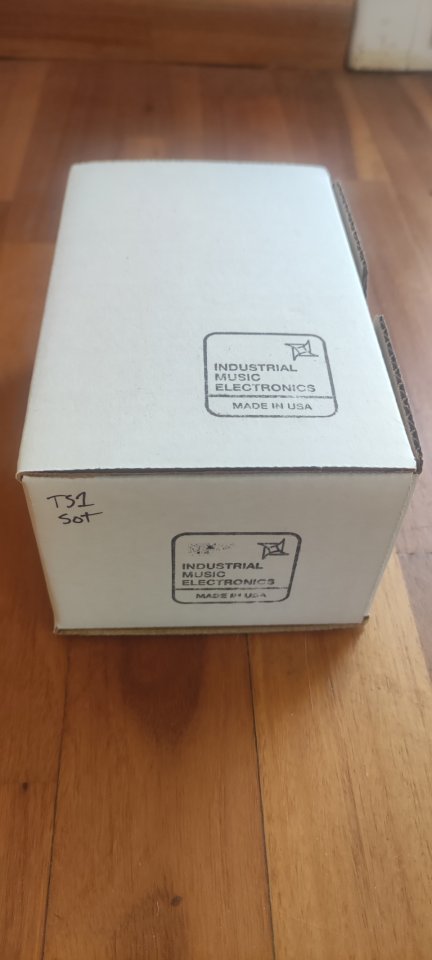 INDUSTRIAL
MUSIC
ELECTRONICS
MADE IN USA
TS1
Sot
INDUSTRIAL
MUSIC
ELECTRONICS
MADE IN USA